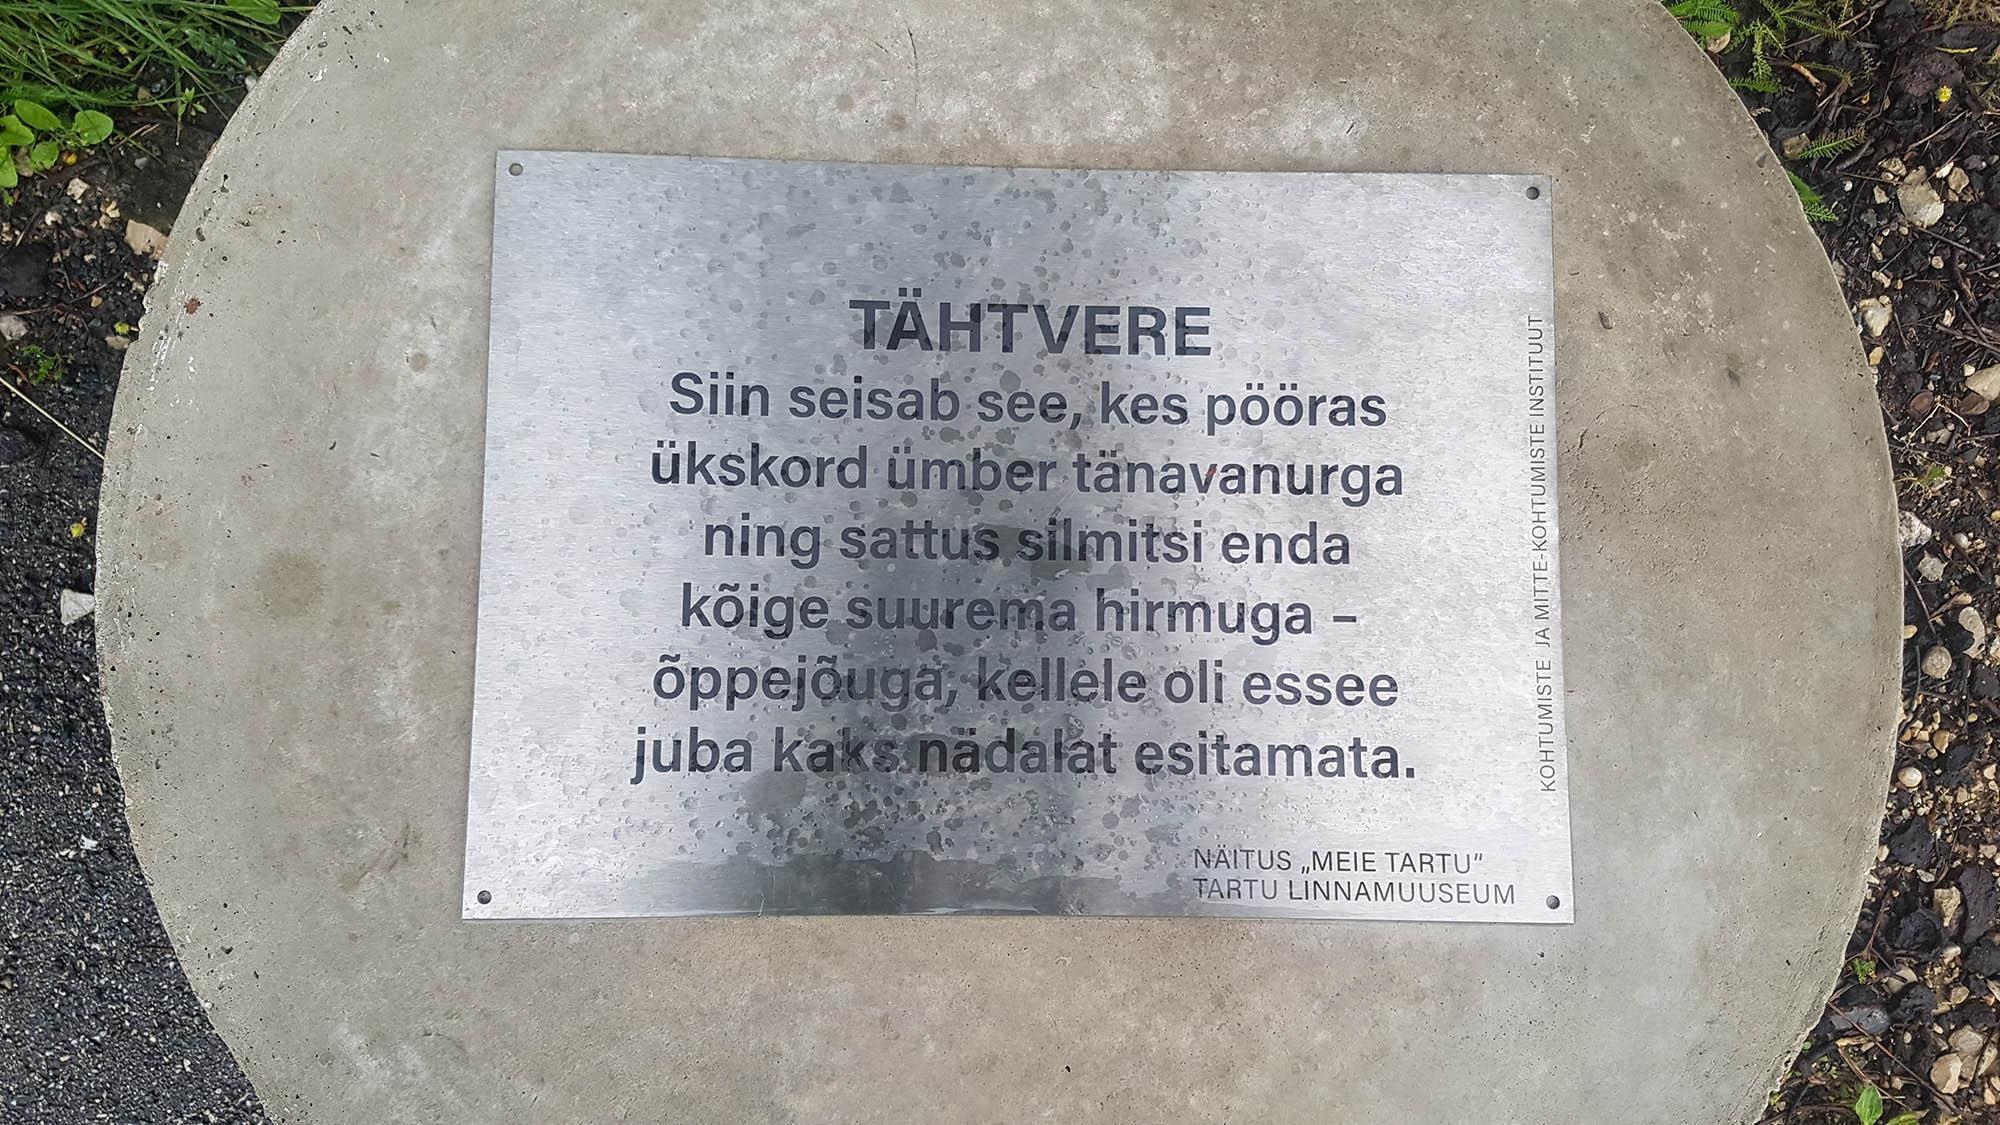 TÄHTVERE
Siin seisab see, kes pööras
ükskord ümber tänavanurga
ning sattus silmitsi enda
kõige suurema hirmuga –
õppejõuga, kellele oli essee
juba kaks nädalat esitamata.
NÄITUS „MEIE TARTU”
TARTU LINNAMUUSEUM
KOHTUMISTE JA MITTE-KOHTUMISTE INSTITUUT